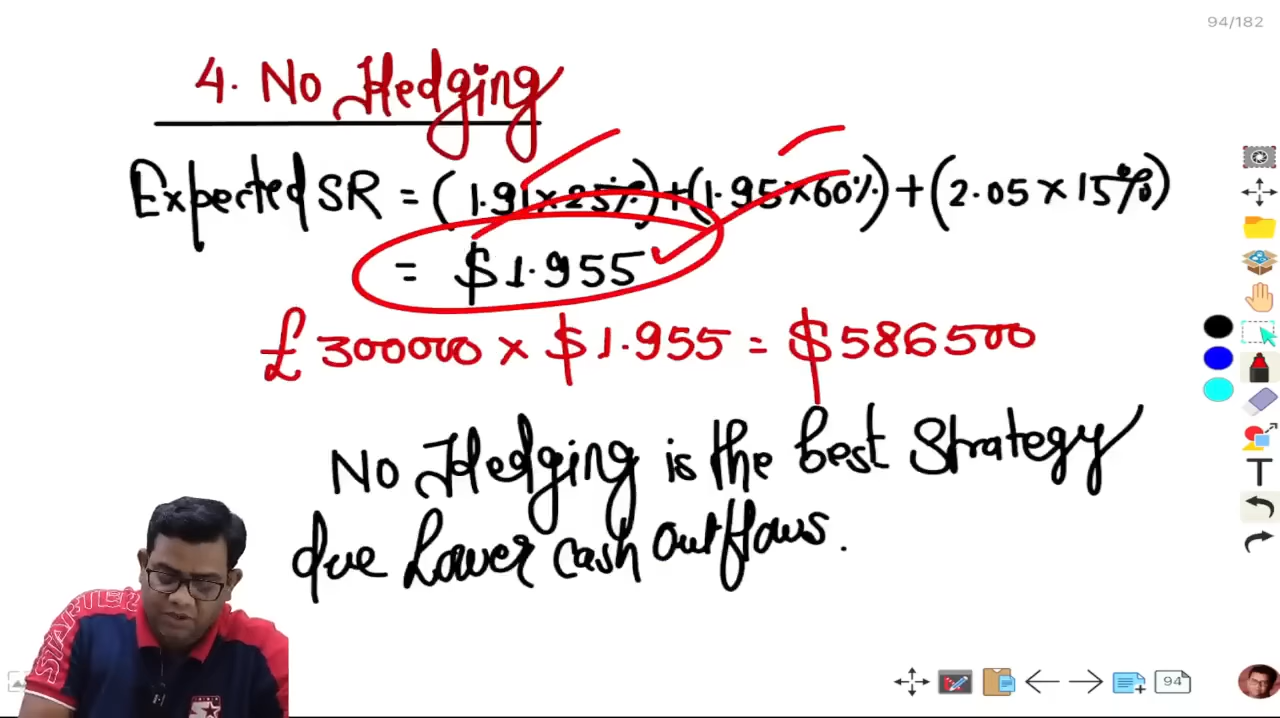 94/182
4. No Hedging
Expected SR = (1.91 x 25%) + (1.95 x 60%) + (2.05 x 15%)
= $1.955
£300000 x $1.955 = $586500
No Hedging is the best Strategy
due Lower cash outflows.
STARTER
T
94